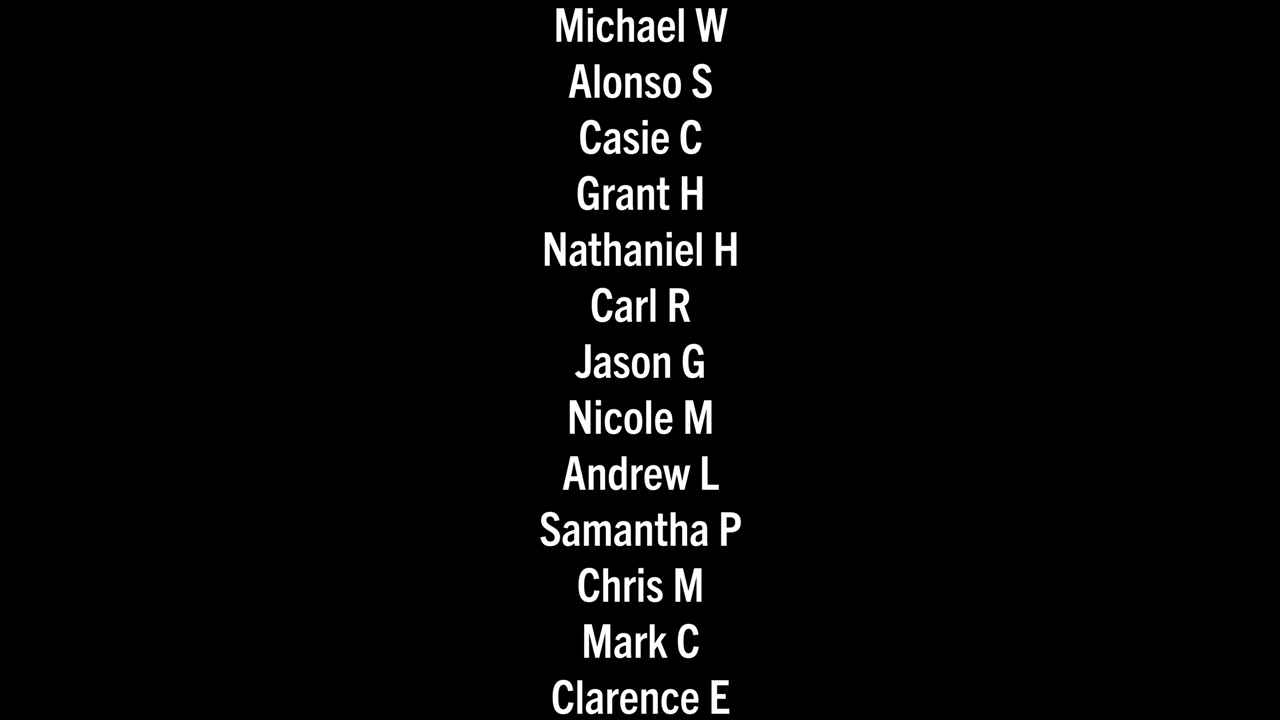 Michael W
Alonso S
Casie C
Grant H
Nathaniel H
Carl R
Jason G
Nicole M
Andrew L
Samantha P
Chris M
Mark C
Clarence E